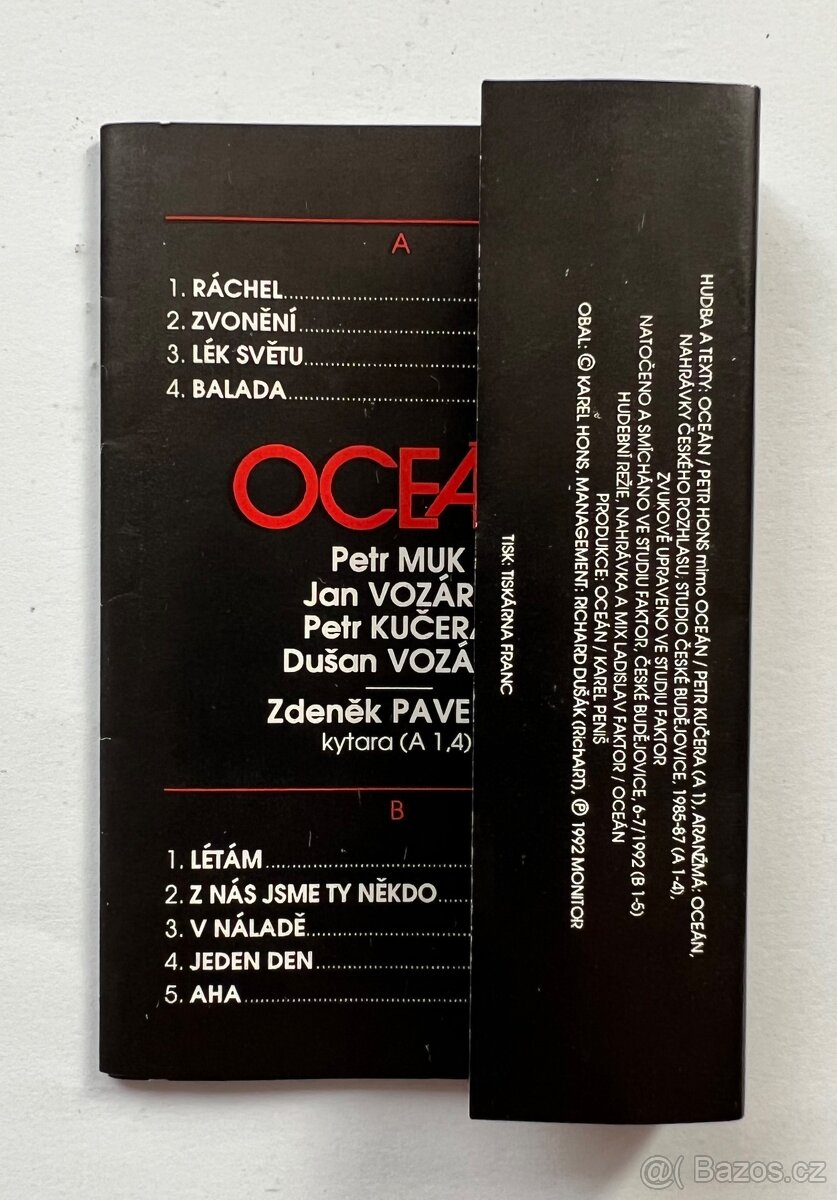 A
1. RÁCHEL
2. ZVONĚNÍ
3. LÉK SVĚTU
4. BALADA
OCEÁ
Petr MUK
Jan VOZÁR
Petr KUČERA
Dušan VOZÁ
Zdeněk PAVE
kytara (A 1,4)
B
1. LÉTÁM
2. Z NÁS JSME TY NĚKDO
3. V NÁLADĚ
4. JEDEN DEN
5. AHA
HUDBA A TEXTY: OCEÁN / PETR HONS mimo OCEÁN / PETR KUČERA (A 1), ARANŽMÁ: OCEÁN,
NAHRÁVKY ČESKÉHO ROZHLASU, STUDIO ČESKÉ BUDĚJOVICE, 1985-87 (A 1-4),
ZVUKOVĚ UPRAVENO VE STUDIU FAKTOR
NATOČENO A SMÍCHÁNO VE STUDIU FAKTOR, ČESKÉ BUDĚJOVICE, 6-7/1992 (B 1-5)
HUDEBNÍ REŽIE, NAHRÁVKA A MIX LADISLAV FAKTOR / OCEÁN
PRODUKCE: OCEÁN / KAREL PENIŠ
OBAL: © KAREL HONS, MANAGEMENT: RICHARD DUŠÁK (RichART), ℗ 1992 MONITOR
TISK: TISKÁRNA FRANC
@( Bazos.cz